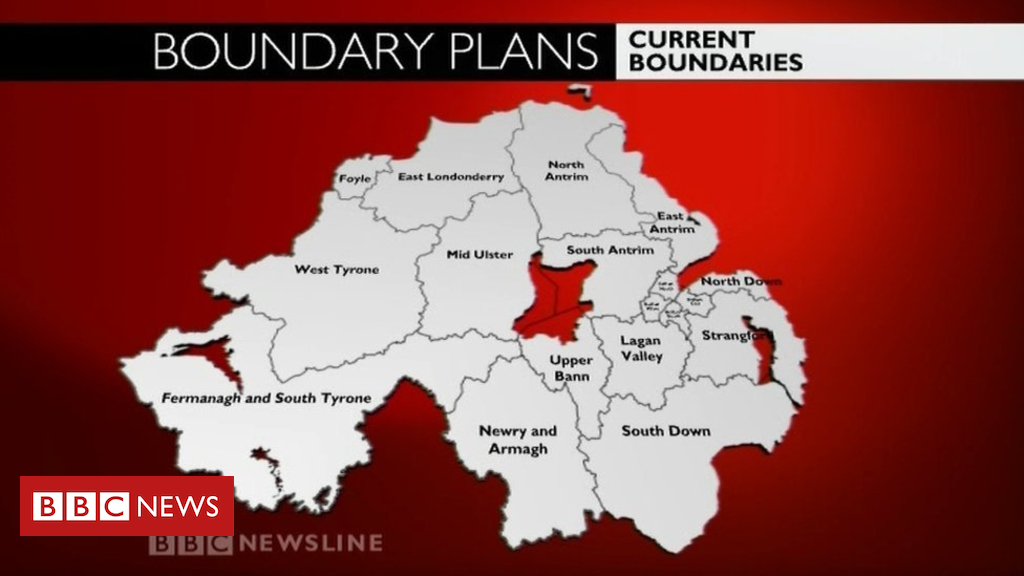 BOUNDARY PLANS
CURRENT
BOUNDARIES
North
Antrim
Foyle
East Londonderry
East
Antrim
South Antrim
Mid Ulster
West Tyrone
North Down
Strangford
Lagan
Valley
Upper
Bann
Fermanagh and South Tyrone
Newry and
Armagh
South Down
BBC NEWS
BBC NEWSLINE